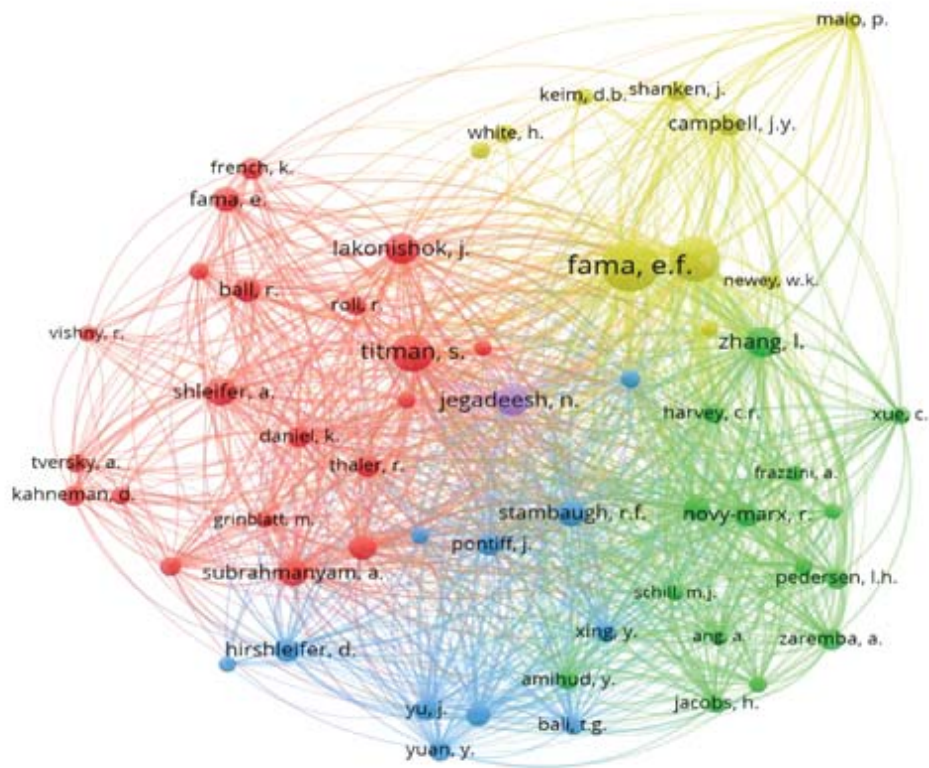 maio, p.
keim, d.b.
shanken, j.
white, h.
campbell, j.y.
french, k.
fama, e.
lakonishok, j.
fama, e.f.
newey, w.k.
ball, r.
roll, r.
vishny, r.
titman, s.
zhang, l.
shleifer, a.
jegadeesh, n.
harvey, c.r.
xue, c.
daniel, k.
tversky, a.
thaler, r.
frazzini, a.
kahneman, d.
grinblatt, m.
stambaugh, r.f.
novy-marx, r.
pontiff, j.
subrahmanyam, a.
pedersen, l.h.
schill, m.j.
xing, y.
ang, a.
zaremba, a.
hirshleifer, d.
amihud, y.
jacobs, h.
yu, j.
bali, t.g.
yuan, y.